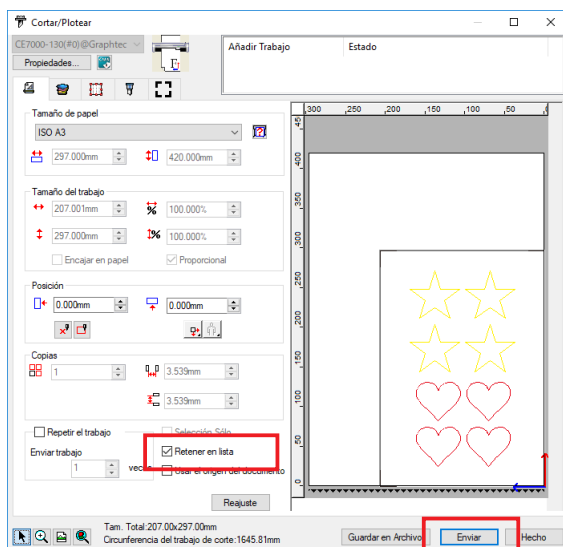 Cortar/Plotear
CE7000-130(#0)@Graphtec
Propiedades...
Añadir Trabajo Estado
Tamaño de papel
ISO A3
297.000mm 420.000mm
Tamaño del trabajo
207.001mm 100.000%
297.000mm 100.000%
Encajar en papel Proporcional
Posición
0.000mm 0.000mm
Copias
1 3.539mm
3.539mm
Repetir el trabajo Selección Sólo
Enviar trabajo Retener en lista
1 Usar el origen del documento
Reajuste
300 250 200 150 100 50
400
300
250
200
150
100
50
0
Tam. Total:207.00x297.00mm
Circunferencia del trabajo de corte:1645.81mm
Guardar en Archivo Enviar Hecho